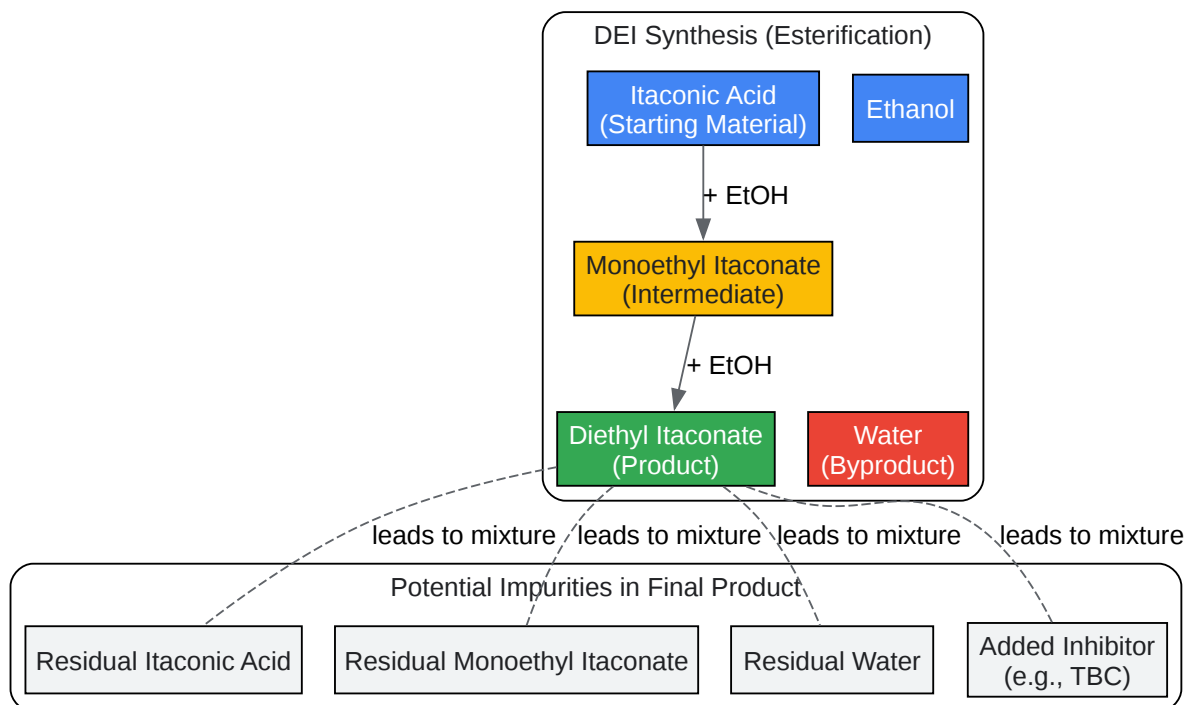 DEI Synthesis (Esterification)
Itaconic Acid
(Starting Material)
Ethanol
+ EtOH
Monoethyl Itaconate
(Intermediate)
+ EtOH
Diethyl Itaconate
(Product)
Water
(Byproduct)
leads to mixture
leads to mixture
leads to mixture
leads to mixture
Potential Impurities in Final Product
Residual Itaconic Acid
Residual Monoethyl Itaconate
Residual Water
Added Inhibitor
(e.g., TBC)